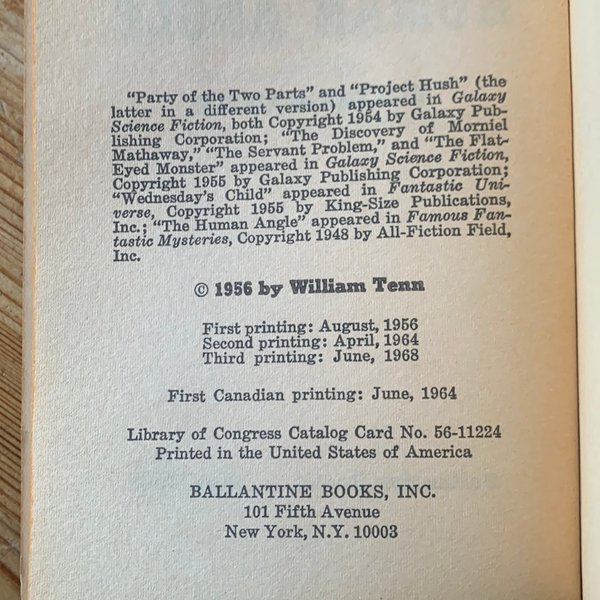 "Party of the Two Parts" and "Project Hush" (the
latter in a different version) appeared in Galaxy
Science Fiction, both Copyright 1954 by Galaxy Pub-
lishing Corporation; "The Discovery of Morniel
Mathaway," "The Servant Problem," and "The Flat-
Eyed Monster" appeared in Galaxy Science Fiction,
Copyright 1955 by Galaxy Publishing Corporation;
"Wednesday's Child" appeared in Fantastic Uni-
verse, Copyright 1955 by King-Size Publications,
Inc.; "The Human Angle" appeared in Famous Fan-
tastic Mysteries, Copyright 1948 by All-Fiction Field,
Inc.
© 1956 by William Tenn
First printing: August, 1956
Second printing: April, 1964
Third printing: June, 1968
First Canadian printing: June, 1964
Library of Congress Catalog Card No. 56-11224
Printed in the United States of America
BALLANTINE BOOKS, INC.
101 Fifth Avenue
New York, N.Y. 10003